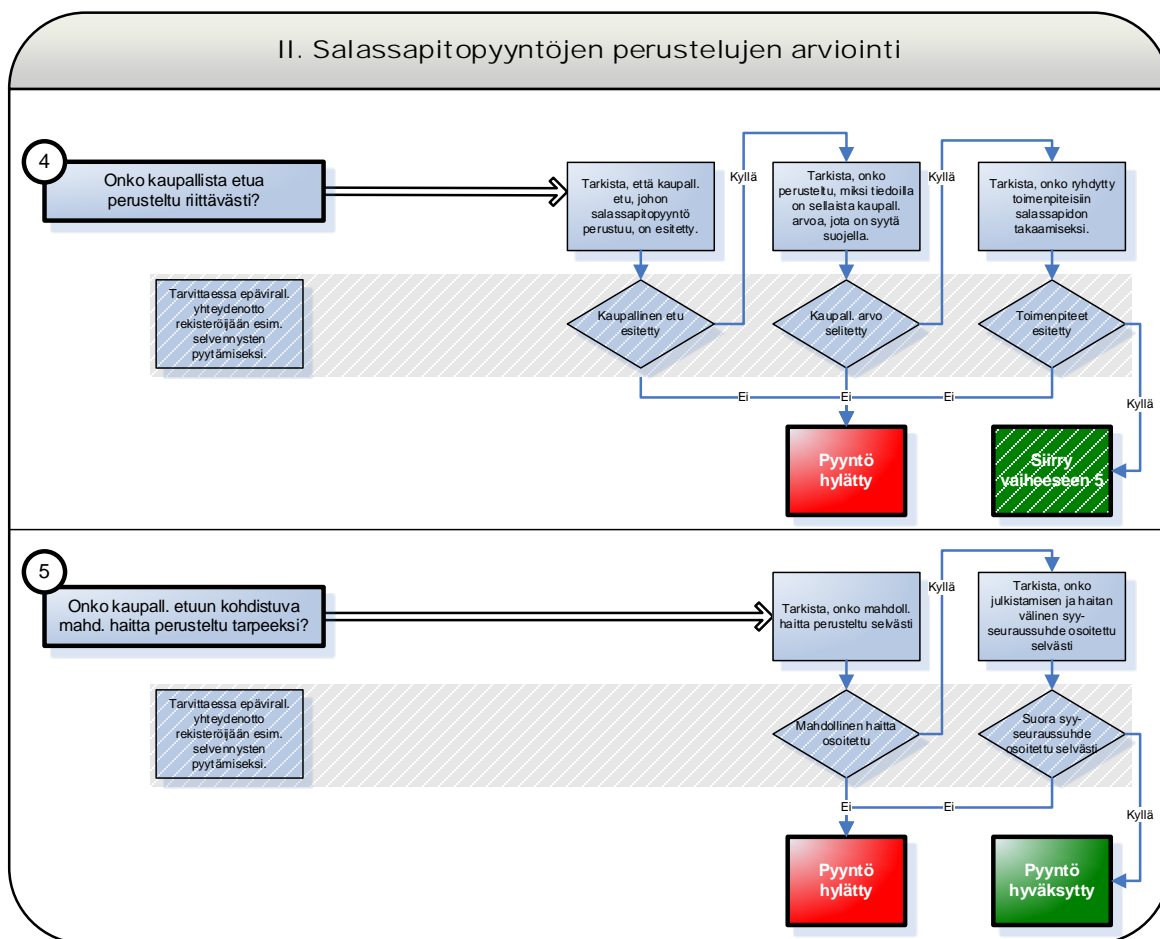 II. Salassapitopyyntöjen perustelujen arviointi
4
Onko kaupallista etua
perusteltu riittävästi?
Tarkista, että kaupall.
etu, johon
salassapitopyyntö
perustuu, on esitetty.
Kyllä
Tarkista, onko
perusteltu, miksi tiedoilla
on sellaista kaupall.
arvoa, jota on syytä
suojella.
Kyllä
Tarkista, onko ryhdytty
toimenpiteisiin
salassapidon
takaamiseksi.
Tarvittaessa epävirall.
yhteydenotto
rekisteröijään esim.
selvennysten
pyytämiseksi.
Kaupallinen etu
esitetty
Kaupall. arvo
selitetty
Toimenpiteet
esitetty
Ei
Ei
Ei
Kyllä
Pyyntö
hylätty
Siirry
vaiheeseen 5
5
Onko kaupall. etuun kohdistuva
mahd. haitta perusteltu tarpeeksi?
Tarkista, onko mahdoll.
haitta perusteltu selvästi
Kyllä
Tarkista, onko
julkistamisen ja haitan
välinen syy-
seuraussuhde osoitettu
selvästi
Tarvittaessa epävirall.
yhteydenotto
rekisteröijään esim.
selvennysten
pyytämiseksi.
Mahdollinen haitta
osoitettu
Suora syy-
seuraussuhde
osoitettu selvästi
Ei
Ei
Kyllä
Pyyntö
hylätty
Pyyntö
hyväksytty